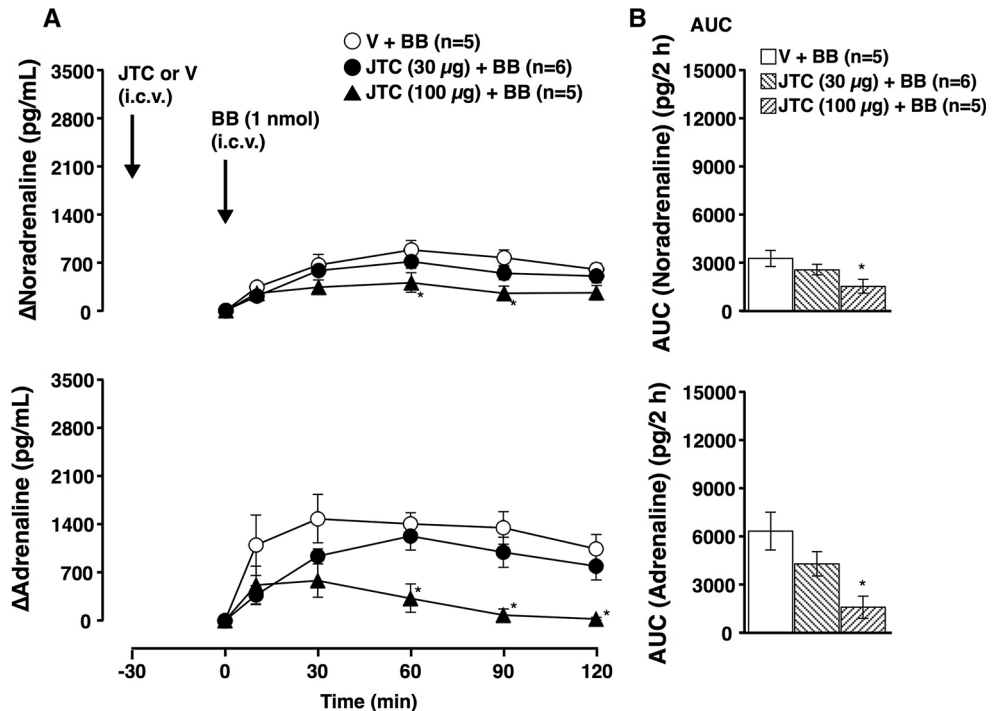 A
V + BB (n=5)
JTC (30 µg) + BB (n=6)
JTC (100 µg) + BB (n=5)
JTC or V
(i.c.v.)
BB (1 nmol)
(i.c.v.)
ΔNoradrenaline (pg/mL)
3500
2800
2100
1400
700
0
*
*
ΔAdrenaline (pg/mL)
3500
2800
2100
1400
700
0
*
*
*
-30
0
30
60
90
120
Time (min)
B
AUC
V + BB (n=5)
JTC (30 µg) + BB (n=6)
JTC (100 µg) + BB (n=5)
AUC (Noradrenaline) (pg/2 h)
15000
12000
9000
6000
3000
0
*
AUC (Adrenaline) (pg/2 h)
15000
12000
9000
6000
3000
0
*